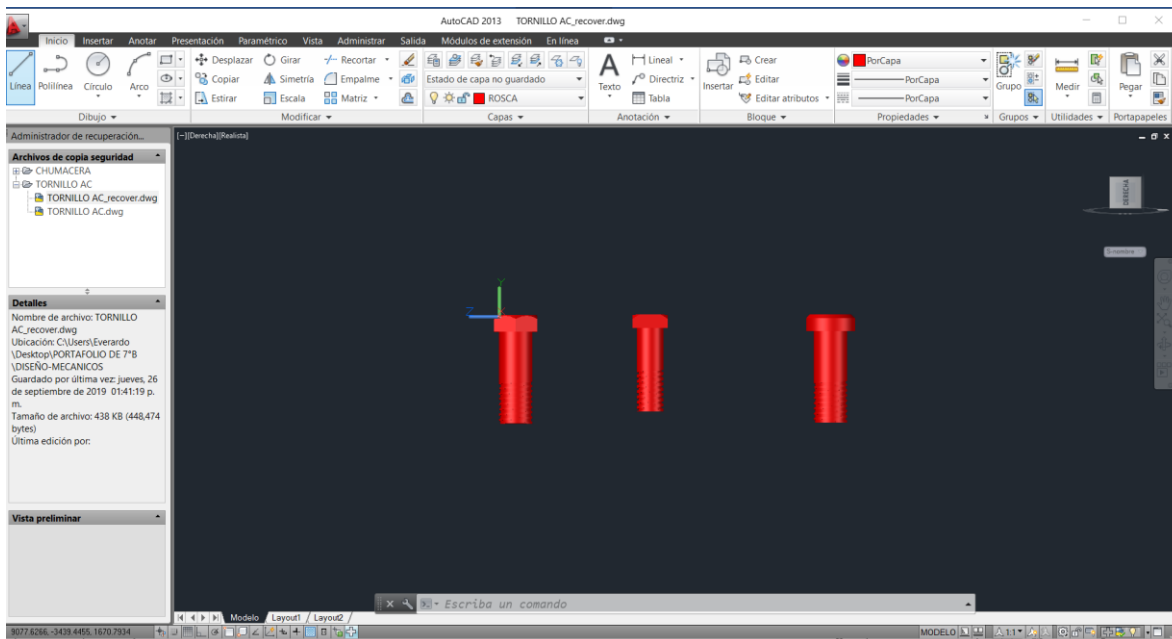 AutoCAD 2013 TORNILLO AC_recover.dwg
Inicio Insertar Anotar Presentación Paramétrico Vista Administrar Salida Módulos de extensión En línea
Línea Polilínea Círculo Arco
Desplazar Girar Recortar
Copiar Simetría Empalme
Estirar Escala Matriz
Estado de capa no guardado
ROSCA
Texto
Lineal
Directriz
Tabla
Insertar
Crear
Editar
Editar atributos
PorCapa
PorCapa
PorCapa
Grupo
Medir
Pegar
Dibujo Modificar Capas Anotación Bloque Propiedades Grupos Utilidades Portapapeles
Administrador de recuperación...
[−][Derecha][Realista]
Archivos de copia seguridad
CHUMACERA
TORNILLO AC
TORNILLO AC_recover.dwg
TORNILLO AC.dwg
DERECHA
S-nombre
Detalles
Nombre de archivo: TORNILLO
AC_recover.dwg
Ubicación: C:\Users\Everardo
\Desktop\PORTAFOLIO DE 7°B
\DISEÑO-MECANICOS
Guardado por última vez: jueves, 26
de septiembre de 2019 01:41:19 p.
m.
Tamaño de archivo: 438 KB (448,474
bytes)
Última edición por:
Y
Z
Vista preliminar
Escriba un comando
Modelo Layout1 Layout2
9077.6266, -3439.4455, 1670.7934
MODELO
1:1